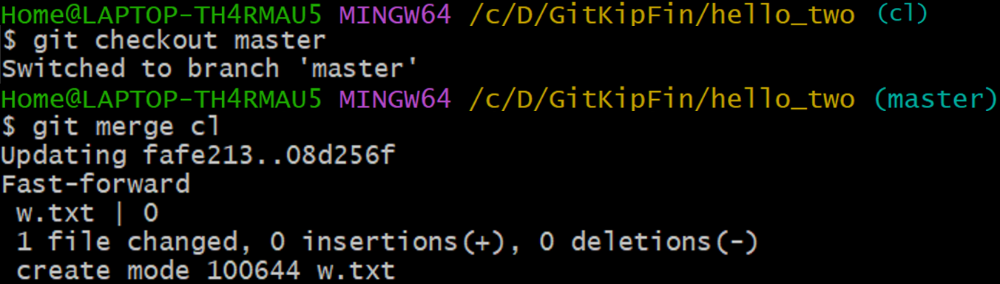 Home@LAPTOP-TH4RMAU5 MINGW64 /c/D/GitKipFin/hello_two (cl)
$ git checkout master
Switched to branch 'master'
Home@LAPTOP-TH4RMAU5 MINGW64 /c/D/GitKipFin/hello_two (master)
$ git merge cl
Updating fafe213..08d256f
Fast-forward
 w.txt | 0
 1 file changed, 0 insertions(+), 0 deletions(-)
 create mode 100644 w.txt